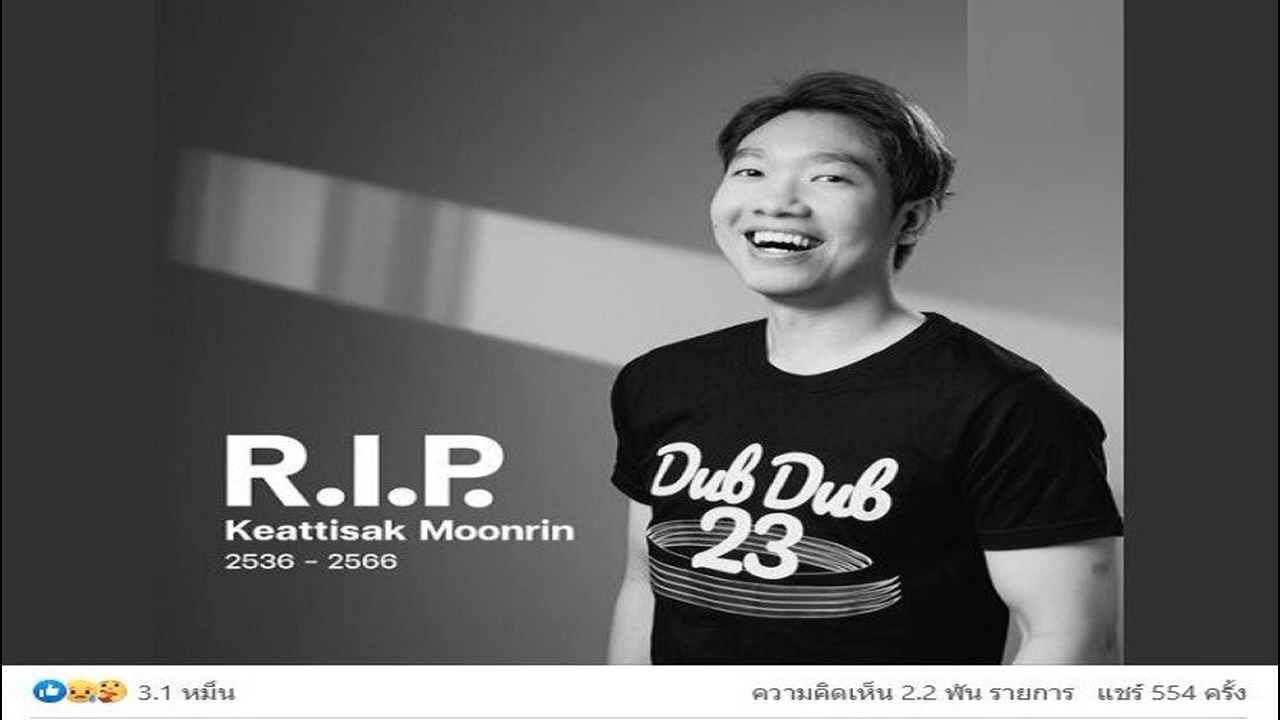 Dub Dub
23
R.I.P.
Keattisak Moonrin
2536 - 2566
3.1 หมื่น
ความคิดเห็น 2.2 พัน รายการ แชร์ 554 ครั้ง